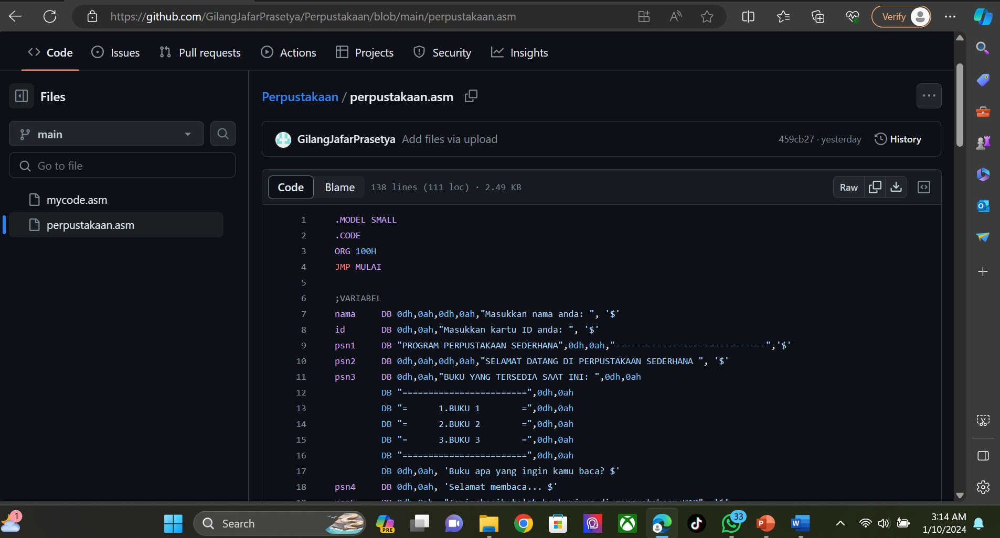 https://github.com/GilangJafarPrasetya/Perpustakaan/blob/main/perpustakaan.asm
Verify
Code Issues Pull requests Actions Projects Security Insights
Files
Perpustakaan / perpustakaan.asm
main
GilangJafarPrasetya Add files via upload 459cb27 · yesterday History
Go to file
Code Blame 138 lines (111 loc) · 2.49 KB Raw
mycode.asm
perpustakaan.asm
1 .MODEL SMALL
2 .CODE
3 ORG 100H
4 JMP MULAI
5
6 ;VARIABEL
7 nama DB 0dh,0ah,0dh,0ah,"Masukkan nama anda: ", '$'
8 id DB 0dh,0ah,"Masukkan kartu ID anda: ", '$'
9 psn1 DB "PROGRAM PERPUSTAKAAN SEDERHANA",0dh,0ah,"-----------------------------",'$'
10 psn2 DB 0dh,0ah,0dh,0ah,"SELAMAT DATANG DI PERPUSTAKAAN SEDERHANA ", '$'
11 psn3 DB 0dh,0ah,"BUKU YANG TERSEDIA SAAT INI: ",0dh,0ah
12 DB "========================",0dh,0ah
13 DB "=      1.BUKU 1        =",0dh,0ah
14 DB "=      2.BUKU 2        =",0dh,0ah
15 DB "=      3.BUKU 3        =",0dh,0ah
16 DB "========================",0dh,0ah
17 DB 0dh,0ah, 'Buku apa yang ingin kamu baca? $'
18 psn4 DB 0dh,0ah, 'Selamat membaca... $'
1
Search
PRE
33
3:14 AM
1/10/2024